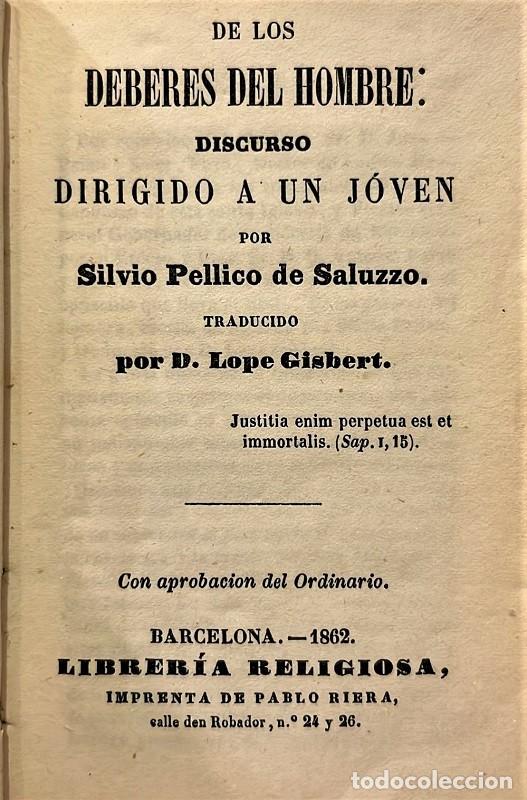 DE LOS
DEBERES DEL HOMBRE:
DISCURSO
DIRIGIDO A UN JÓVEN
POR
Silvio Pellico de Saluzzo.
TRADUCIDO
por D. Lope Gisbert.
Justitia enim perpetua est et
immortalis. (Sap. I, 15).
Con aprobacion del Ordinario.
BARCELONA.—1862.
LIBRERÍA RELIGIOSA,
IMPRENTA DE PABLO RIERA,
calle den Robador, n.º 24 y 26.
todocoleccion